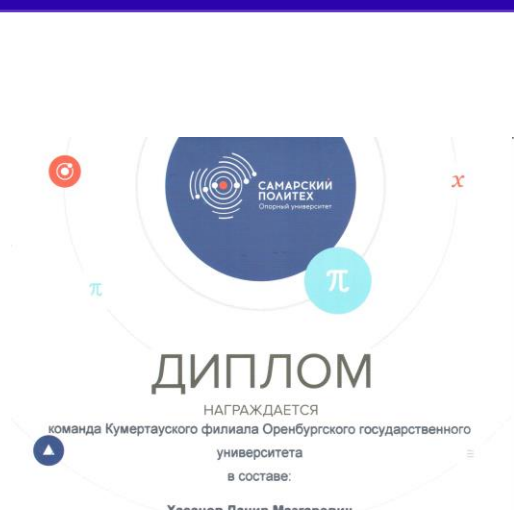 САМАРСКИЙ
ПОЛИТЕХ
Опорный университет
x
π
π
ДИПЛОМ
НАГРАЖДАЕТСЯ
команда Кумертауского филиала Оренбургского государственного
университета
в составе: